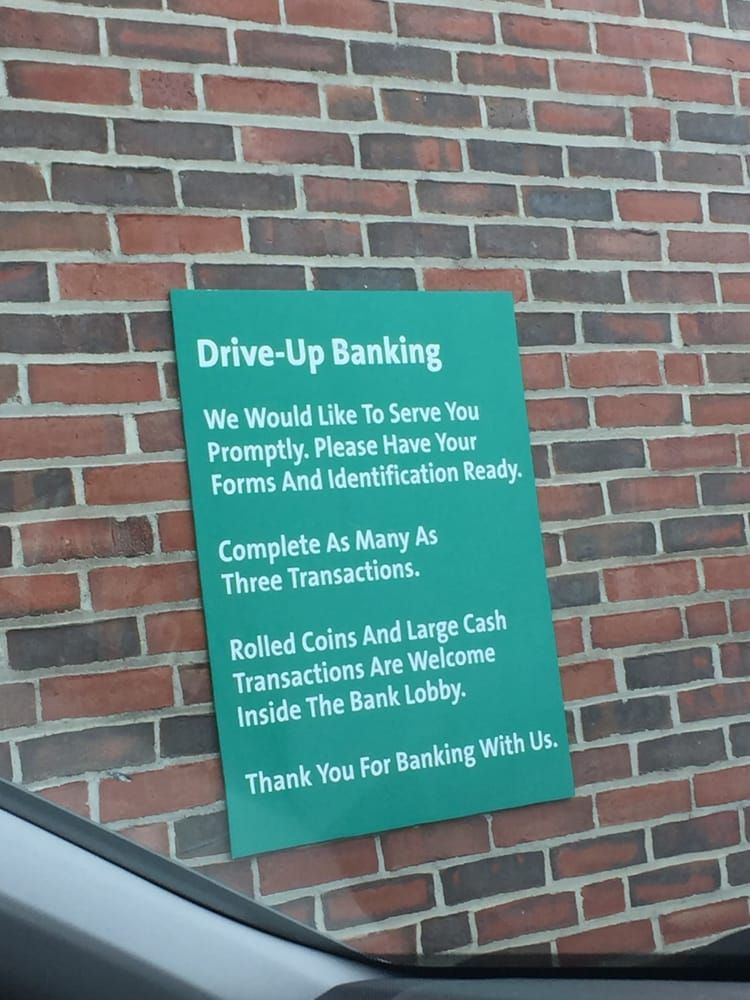 Drive-Up Banking
We Would Like To Serve You
Promptly. Please Have Your
Forms And Identification Ready.
Complete As Many As
Three Transactions.
Rolled Coins And Large Cash
Transactions Are Welcome
Inside The Bank Lobby.
Thank You For Banking With Us.